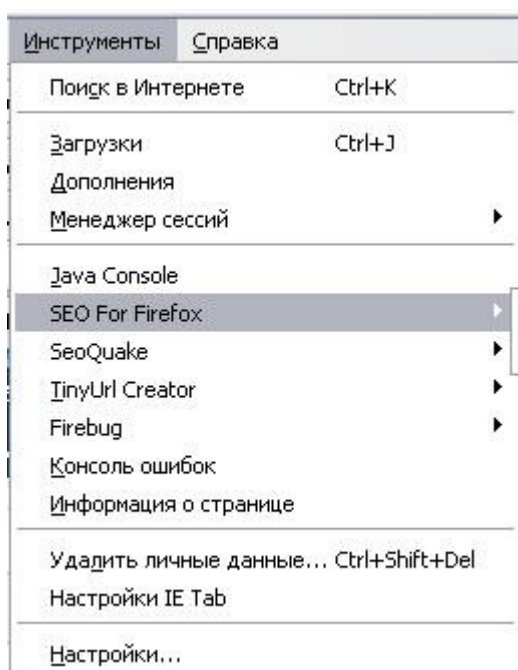 Инструменты Справка
Поиск в Интернете Ctrl+K
Загрузки Ctrl+J
Дополнения
Менеджер сессий
Java Console
SEO For Firefox
SeoQuake
TinyUrl Creator
Firebug
Консоль ошибок
Информация о странице
Удалить личные данные... Ctrl+Shift+Del
Настройки IE Tab
Настройки...